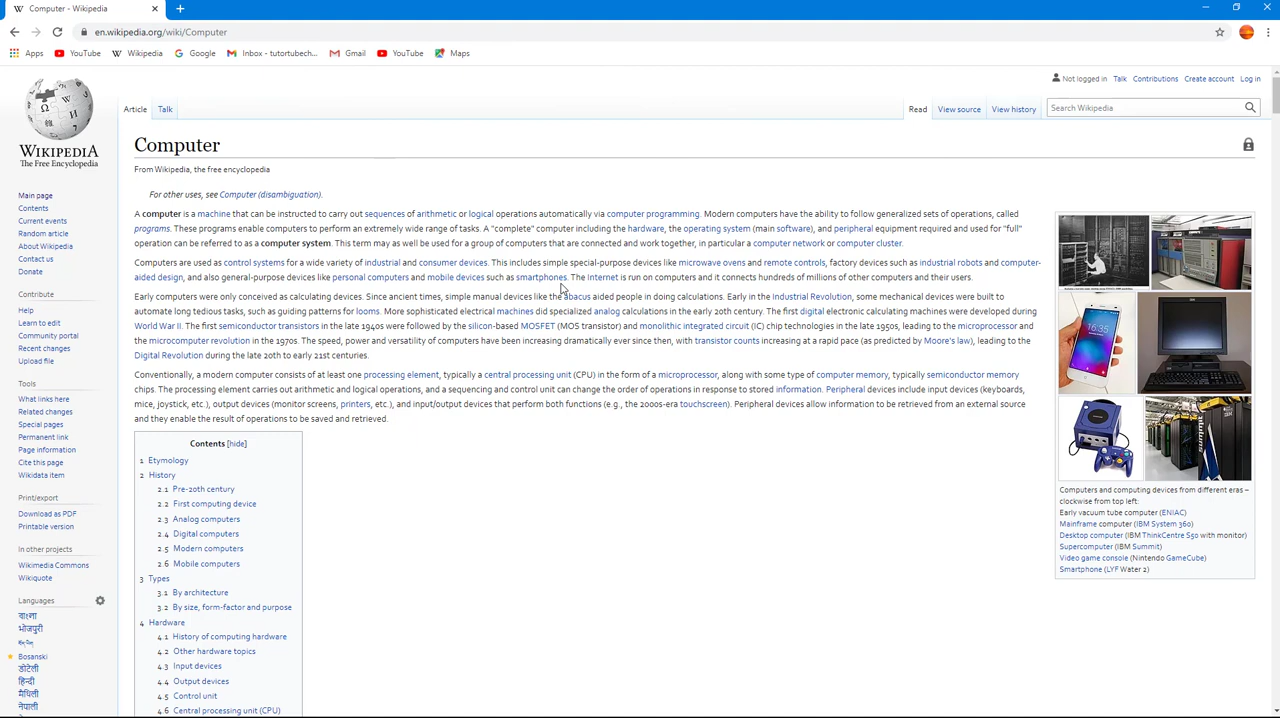 Computer - Wikipedia
en.wikipedia.org/wiki/Computer
Apps YouTube Wikipedia Google Inbox - tutortubech... Gmail YouTube Maps
Not logged in Talk Contributions Create account Log in
Article Talk Read View source View history Search Wikipedia
WIKIPEDIA
The Free Encyclopedia
Main page
Contents
Current events
Random article
About Wikipedia
Contact us
Donate
Contribute
Help
Learn to edit
Community portal
Recent changes
Upload file
Tools
What links here
Related changes
Special pages
Permanent link
Page information
Cite this page
Wikidata item
Print/export
Download as PDF
Printable version
In other projects
Wikimedia Commons
Wikiquote
Languages
বাংলা
भोजपुरी
Bosanski
डोटेली
हिन्दी
मैथिली
नेपाली
Computer
From Wikipedia, the free encyclopedia
For other uses, see Computer (disambiguation).
A computer is a machine that can be instructed to carry out sequences of arithmetic or logical operations automatically via computer programming. Modern computers have the ability to follow generalized sets of operations, called
programs. These programs enable computers to perform an extremely wide range of tasks. A "complete" computer including the hardware, the operating system (main software), and peripheral equipment required and used for "full"
operation can be referred to as a computer system. This term may as well be used for a group of computers that are connected and work together, in particular a computer network or computer cluster.
Computers are used as control systems for a wide variety of industrial and consumer devices. This includes simple special-purpose devices like microwave ovens and remote controls, factory devices such as industrial robots and computer-
aided design, and also general-purpose devices like personal computers and mobile devices such as smartphones. The Internet is run on computers and it connects hundreds of millions of other computers and their users.
Early computers were only conceived as calculating devices. Since ancient times, simple manual devices like the abacus aided people in doing calculations. Early in the Industrial Revolution, some mechanical devices were built to
automate long tedious tasks, such as guiding patterns for looms. More sophisticated electrical machines did specialized analog calculations in the early 20th century. The first digital electronic calculating machines were developed during
World War II. The first semiconductor transistors in the late 1940s were followed by the silicon-based MOSFET (MOS transistor) and monolithic integrated circuit (IC) chip technologies in the late 1950s, leading to the microprocessor and
the microcomputer revolution in the 1970s. The speed, power and versatility of computers have been increasing dramatically ever since then, with transistor counts increasing at a rapid pace (as predicted by Moore's law), leading to the
Digital Revolution during the late 20th to early 21st centuries.
Conventionally, a modern computer consists of at least one processing element, typically a central processing unit (CPU) in the form of a microprocessor, along with some type of computer memory, typically semiconductor memory
chips. The processing element carries out arithmetic and logical operations, and a sequencing and control unit can change the order of operations in response to stored information. Peripheral devices include input devices (keyboards,
mice, joystick, etc.), output devices (monitor screens, printers, etc.), and input/output devices that perform both functions (e.g., the 2000s-era touchscreen). Peripheral devices allow information to be retrieved from an external source
and they enable the result of operations to be saved and retrieved.
Contents [hide]
1 Etymology
2 History
2.1 Pre-20th century
2.2 First computing device
2.3 Analog computers
2.4 Digital computers
2.5 Modern computers
2.6 Mobile computers
3 Types
3.1 By architecture
3.2 By size, form-factor and purpose
4 Hardware
4.1 History of computing hardware
4.2 Other hardware topics
4.3 Input devices
4.4 Output devices
4.5 Control unit
4.6 Central processing unit (CPU)
16:35
Computers and computing devices from different eras –
clockwise from top left:
Early vacuum tube computer (ENIAC)
Mainframe computer (IBM System 360)
Desktop computer (IBM ThinkCentre S50 with monitor)
Supercomputer (IBM Summit)
Video game console (Nintendo GameCube)
Smartphone (LYF Water 2)